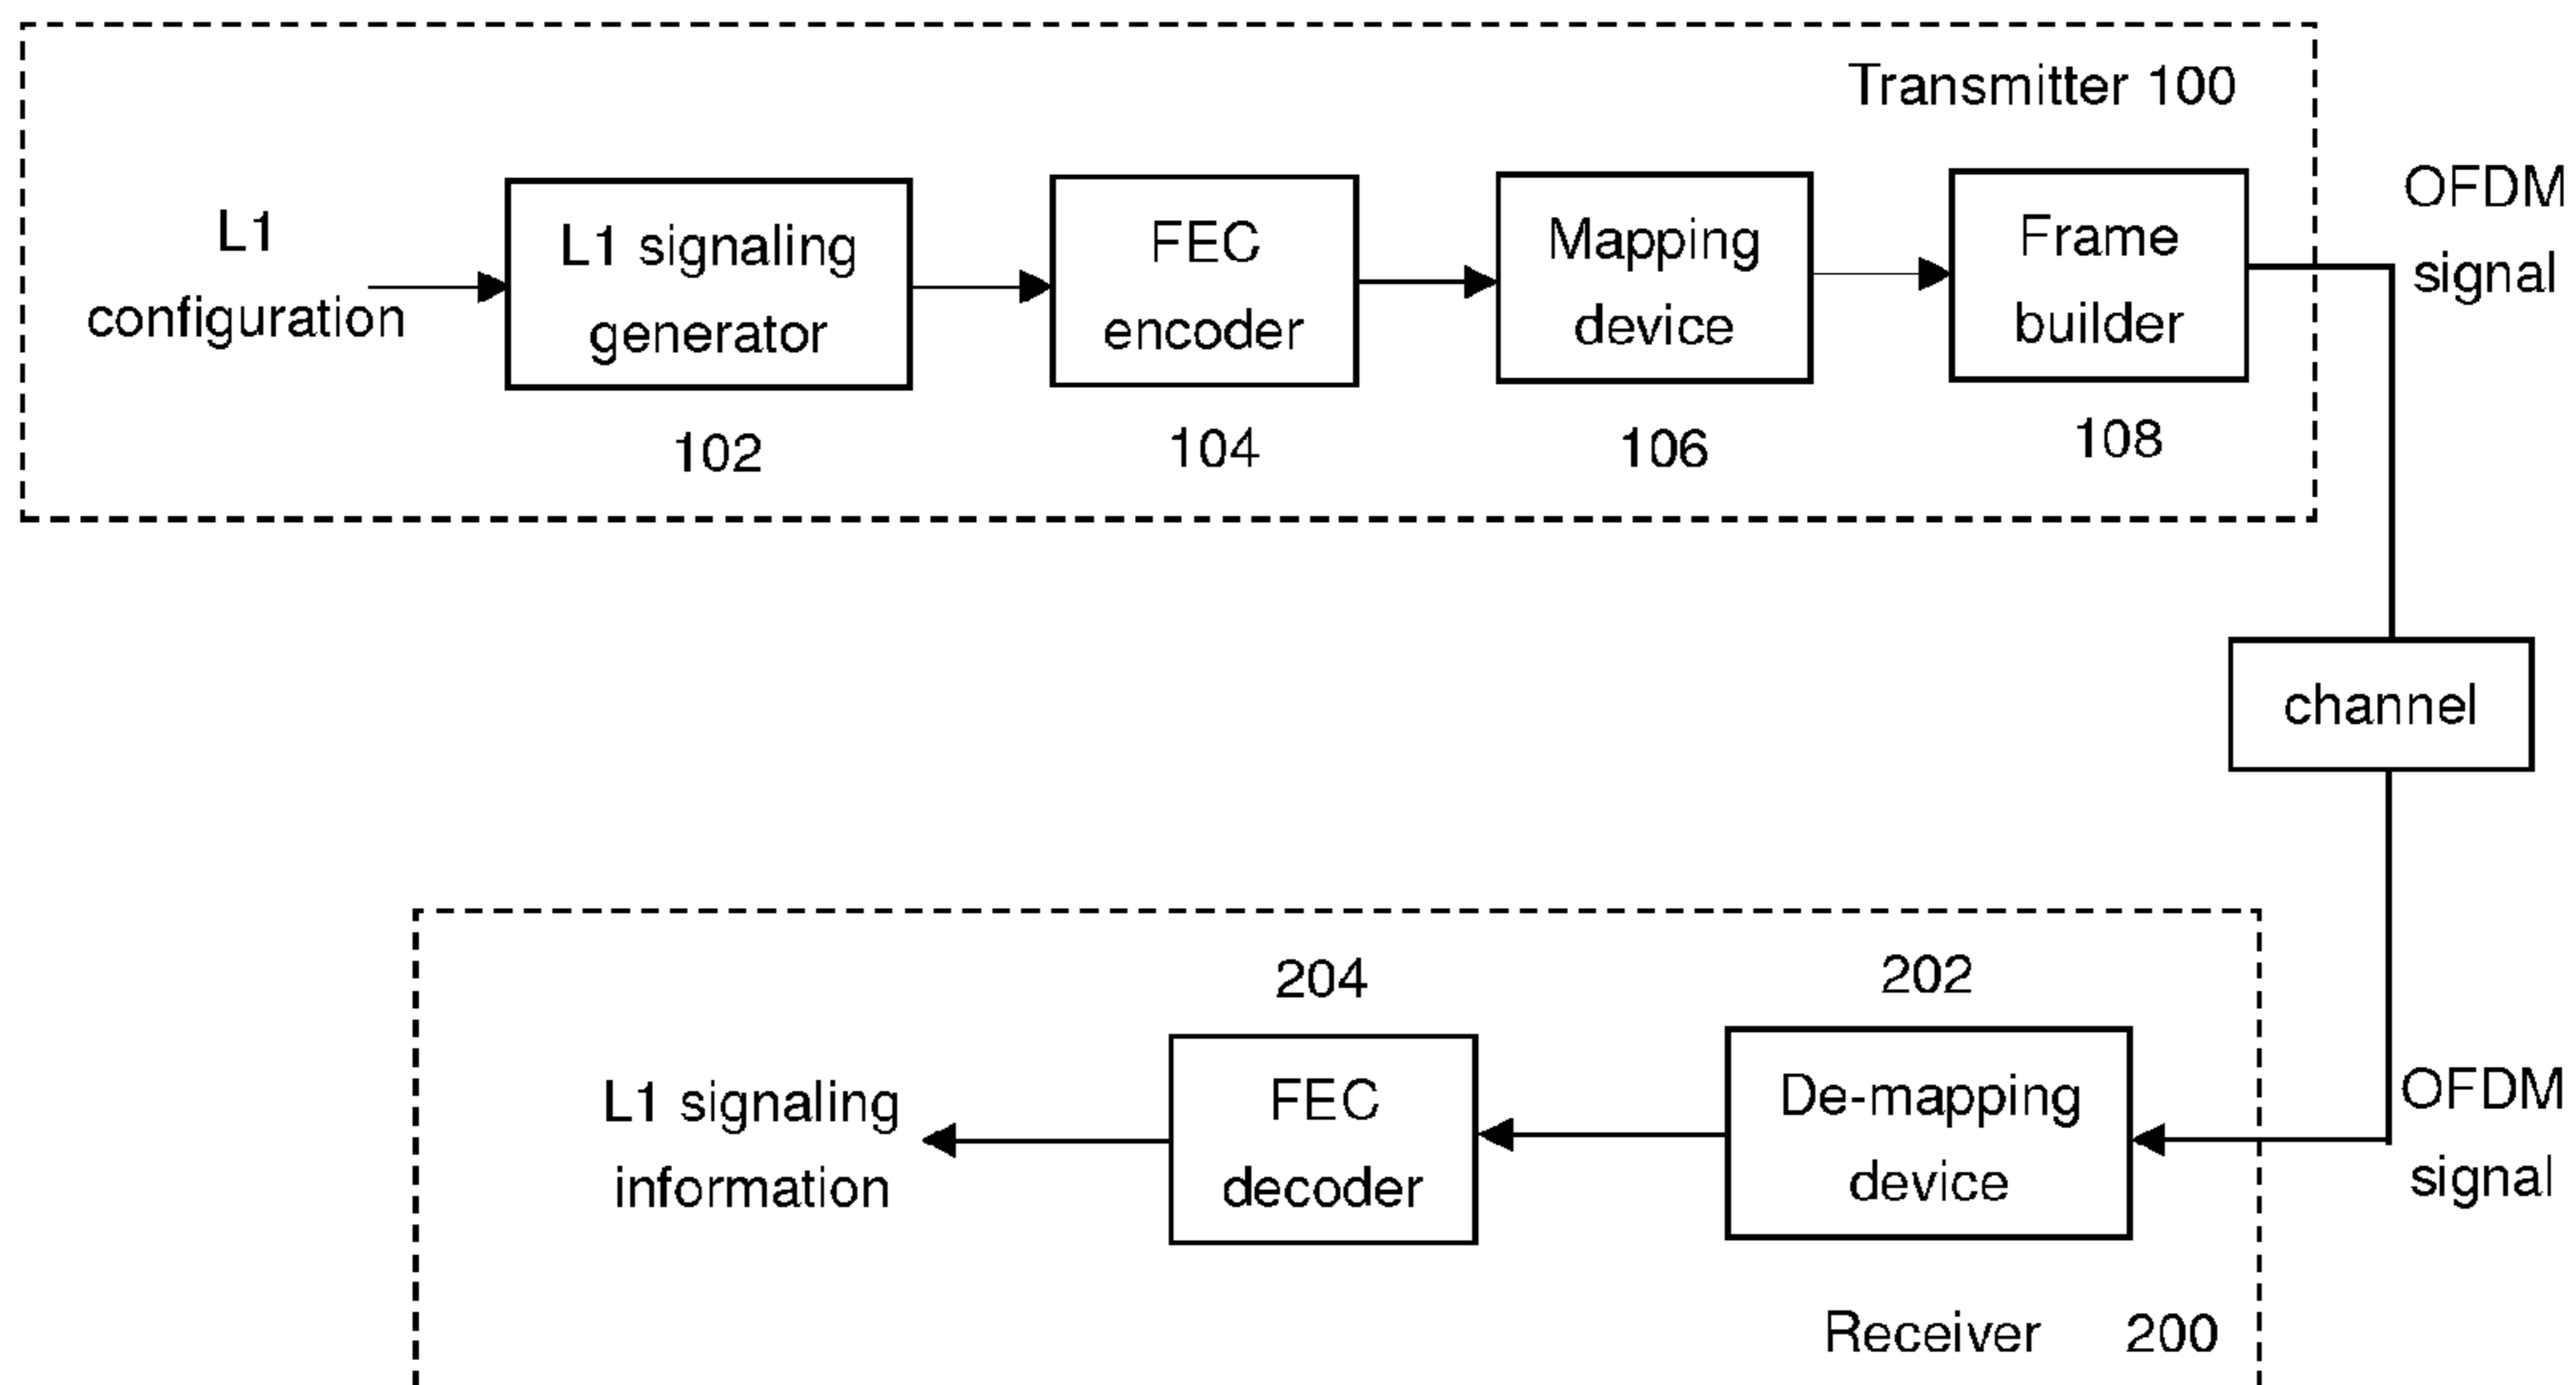 Transmitter 100
L1
configuration
L1 signaling
generator
102
FEC
encoder
104
Mapping
device
106
Frame
builder
108
OFDM
signal
channel
OFDM
signal
202
De-mapping
device
204
FEC
decoder
L1 signaling
information
Receiver 200